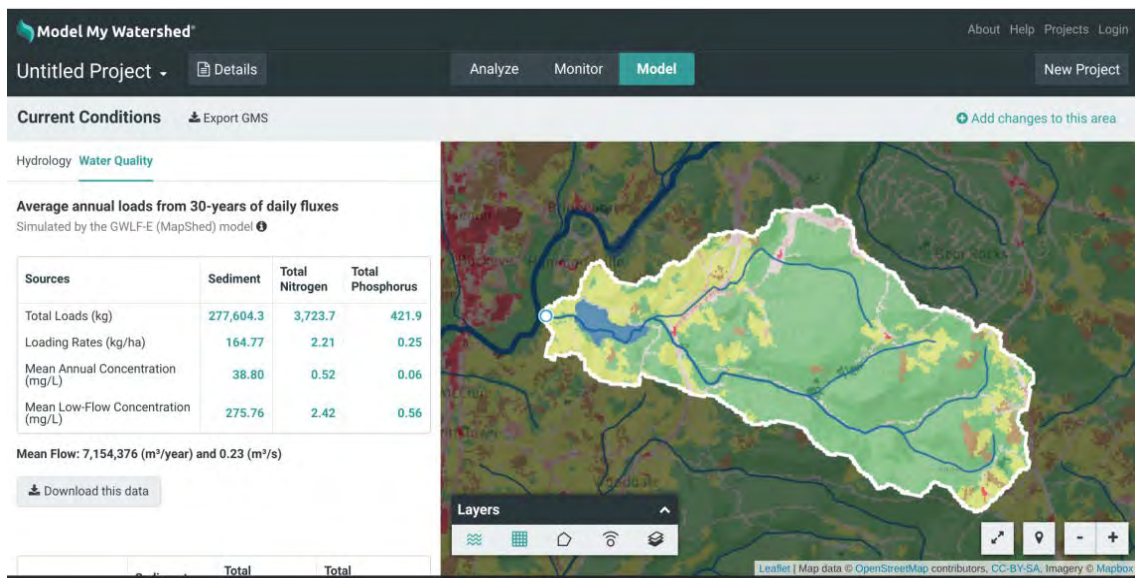 Model My Watershed®
About Help Projects Login
Untitled Project
Details
Analyze Monitor Model
New Project
Current Conditions
Export GMS
Add changes to this area
Hydrology Water Quality
Average annual loads from 30-years of daily fluxes
Simulated by the GWLF-E (MapShed) model
Sources Sediment Total Nitrogen Total Phosphorus
Total Loads (kg) 277,604.3 3,723.7 421.9
Loading Rates (kg/ha) 164.77 2.21 0.25
Mean Annual Concentration (mg/L) 38.80 0.52 0.06
Mean Low-Flow Concentration (mg/L) 275.76 2.42 0.56
Mean Flow: 7,154,376 (m³/year) and 0.23 (m³/s)
Download this data
Bear Rocks
Layers
- +
Leaflet | Map data © OpenStreetMap contributors, CC-BY-SA, Imagery © Mapbox
Sediment Total Total